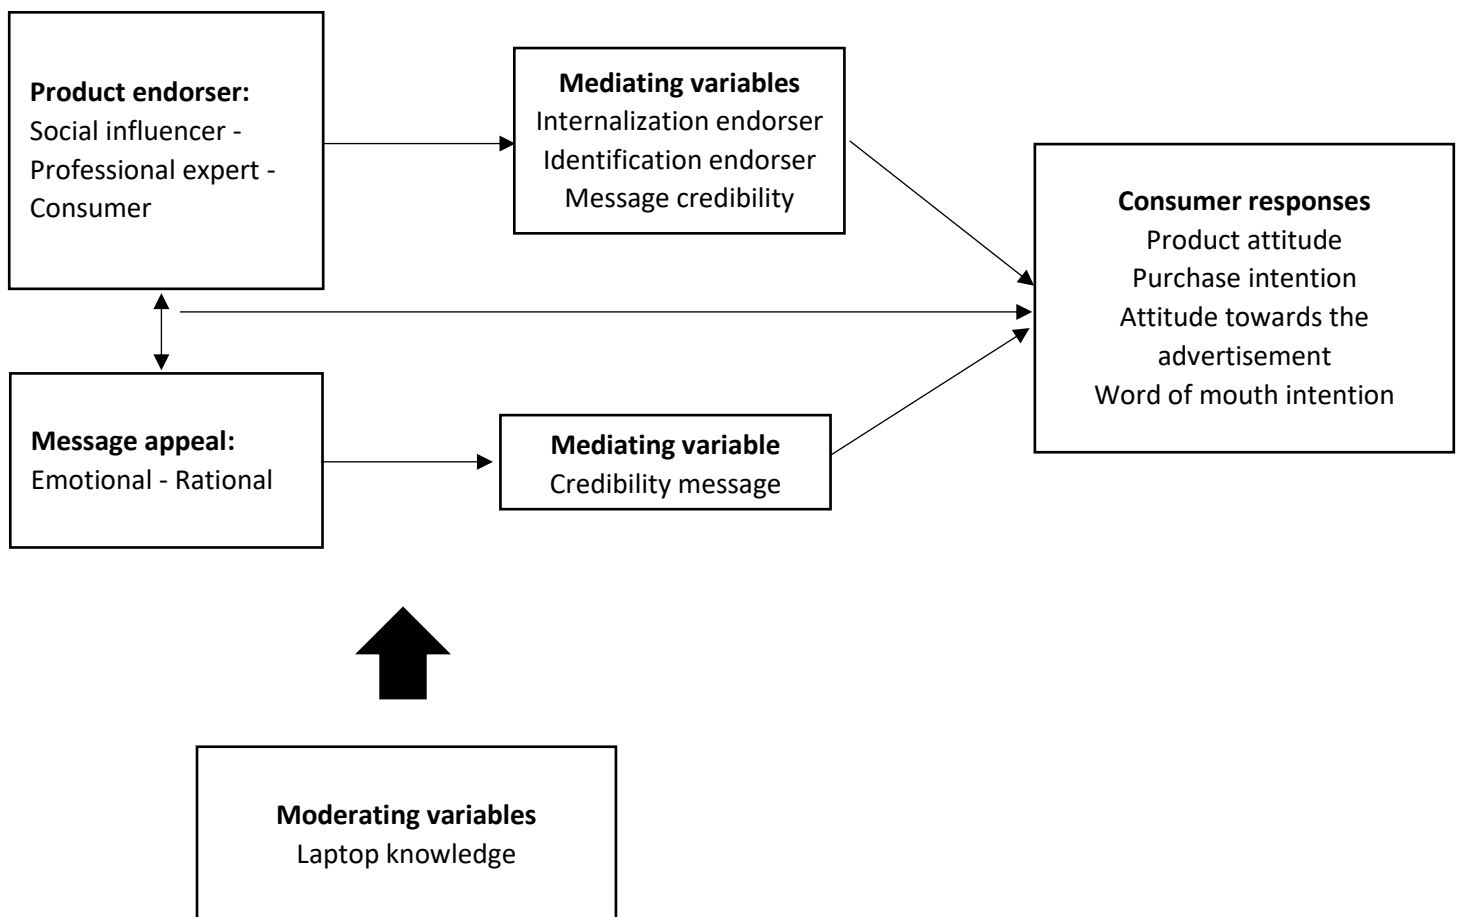 Product endorser:
Social influencer -
Professional expert -
Consumer
Mediating variables
Internalization endorser
Identification endorser
Message credibility
Consumer responses
Product attitude
Purchase intention
Attitude towards the
advertisement
Word of mouth intention
Message appeal:
Emotional - Rational
Mediating variable
Credibility message
Moderating variables
Laptop knowledge